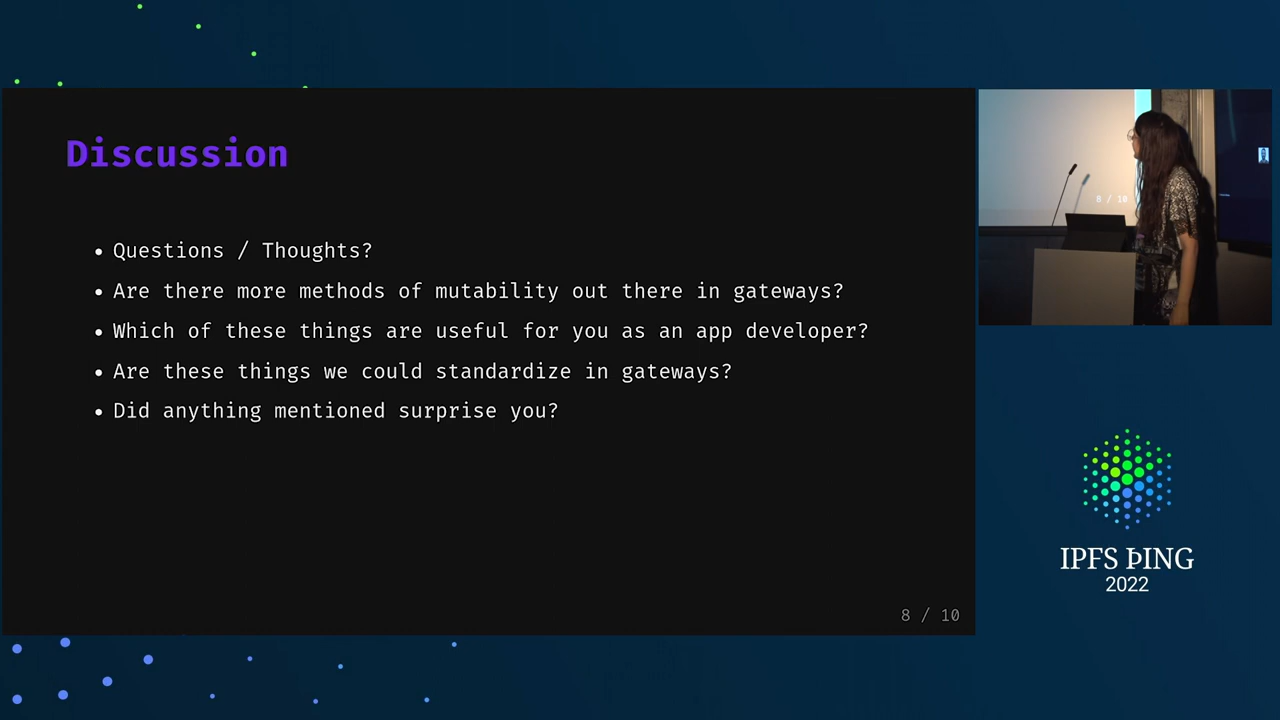 Discussion
• Questions / Thoughts?
• Are there more methods of mutability out there in gateways?
• Which of these things are useful for you as an app developer?
• Are these things we could standardize in gateways?
• Did anything mentioned surprise you?
8 / 10
8 / 10
IPFS ÞING
2022